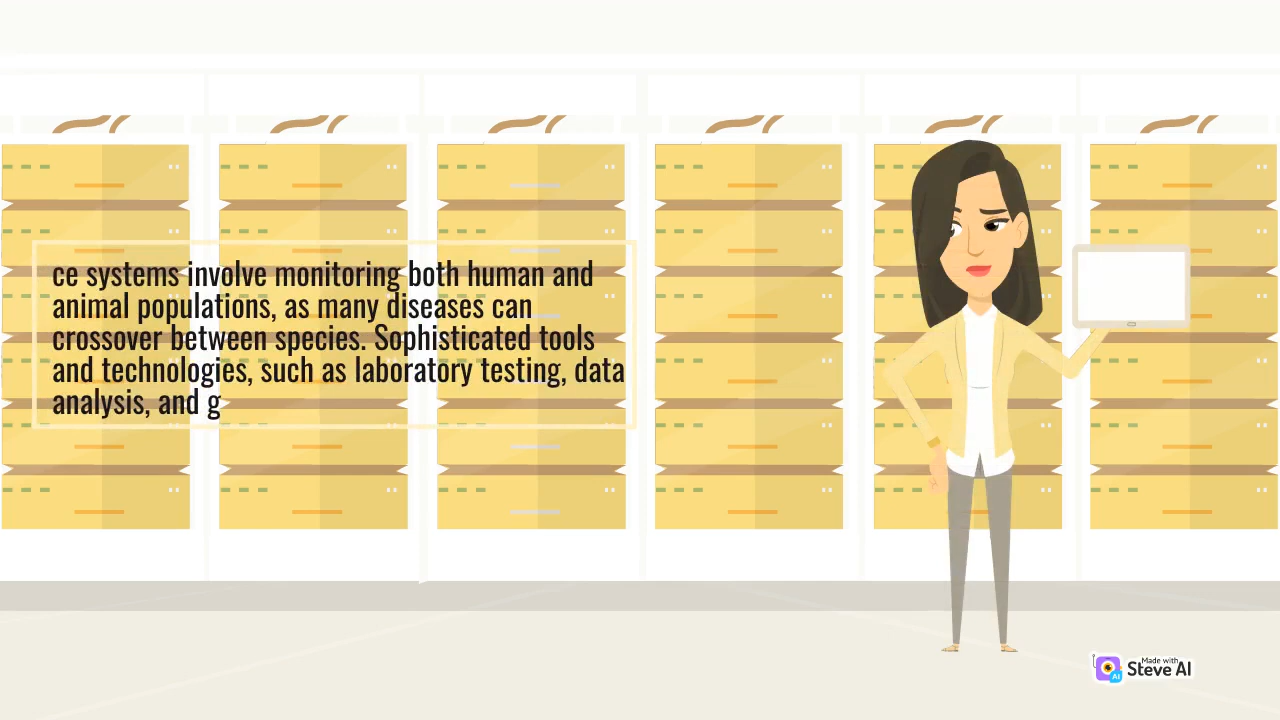 ce systems involve monitoring both human and
animal populations, as many diseases can
crossover between species. Sophisticated tools
and technologies, such as laboratory testing, data
analysis, and g
Made with
Steve AI
AI